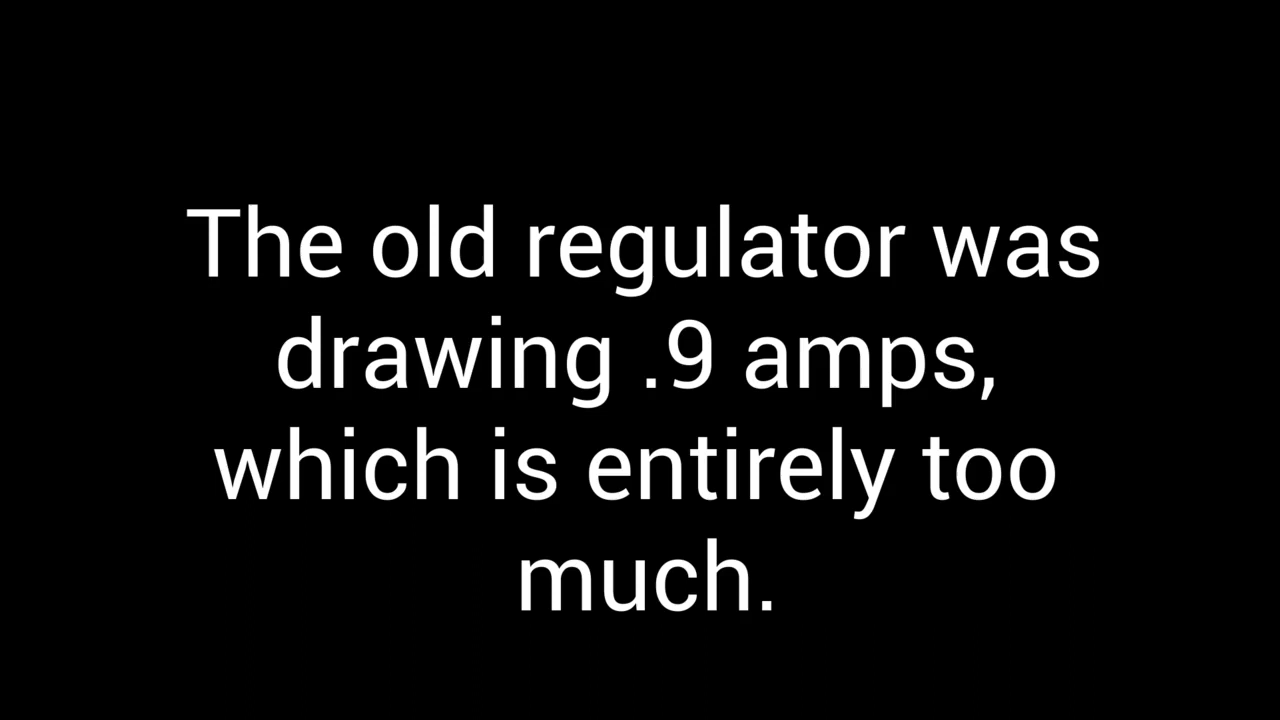 The old regulator was
drawing .9 amps,
which is entirely too
much.